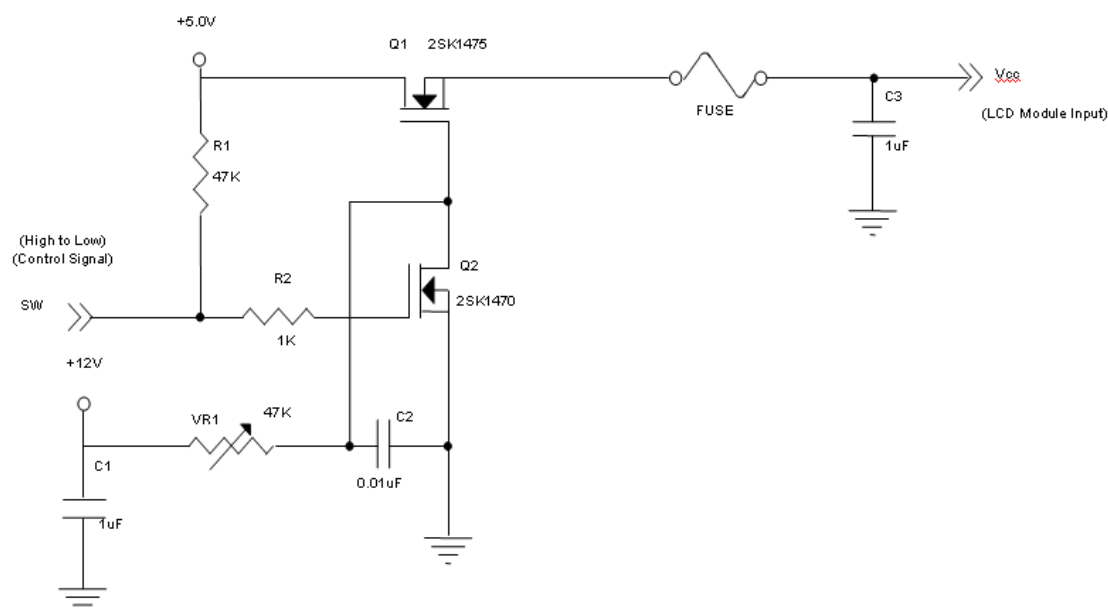 +5.0V
Q1 2SK1475
FUSE
Vcc
(LCD Module Input)
C3
1uF
R1
47K
(High to Low)
(Control Signal)
SW
R2
1K
Q2
2SK1470
+12V
VR1
47K
C2
0.01uF
C1
1uF